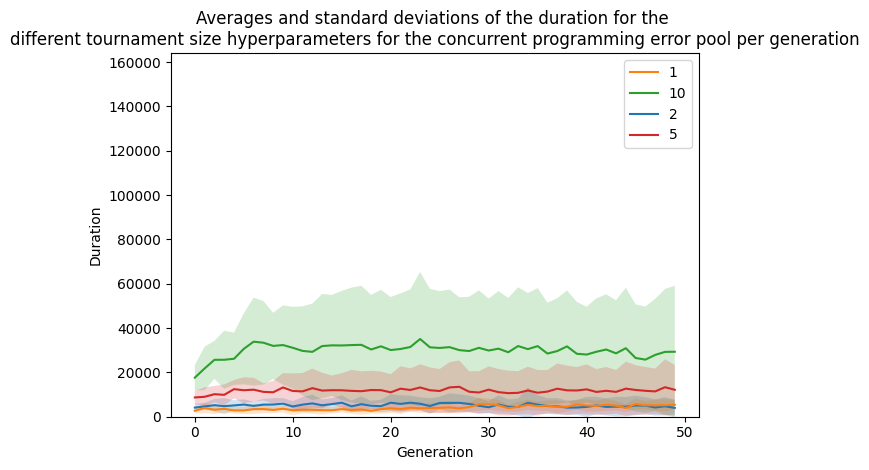 Averages and standard deviations of the duration for the
different tournament size hyperparameters for the concurrent programming error pool per generation
160000
140000
120000
100000
80000
60000
40000
20000
0
Duration
1
10
2
5
0 10 20 30 40 50
Generation